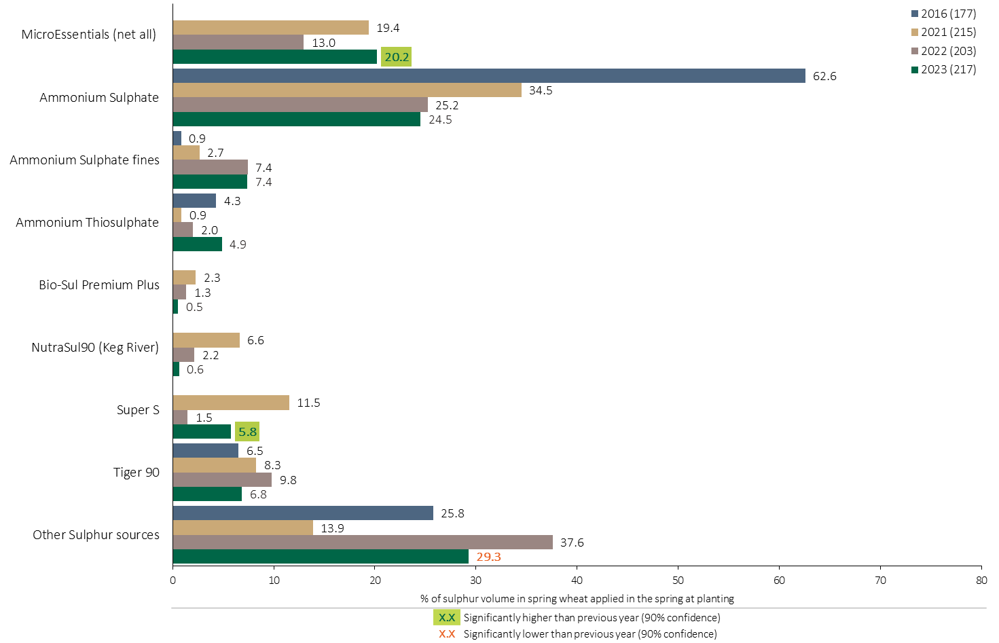 2016 (177)
2021 (215)
2022 (203)
2023 (217)
MicroEssentials (net all)
19.4
13.0
20.2
Ammonium Sulphate
62.6
34.5
25.2
24.5
Ammonium Sulphate fines
0.9
2.7
7.4
7.4
Ammonium Thiosulphate
4.3
0.9
2.0
4.9
Bio-Sul Premium Plus
2.3
1.3
0.5
NutraSul90 (Keg River)
6.6
2.2
0.6
Super S
11.5
1.5
5.8
Tiger 90
6.5
8.3
9.8
6.8
Other Sulphur sources
25.8
13.9
37.6
29.3
0 10 20 30 40 50 60 70 80
% of sulphur volume in spring wheat applied in the spring at planting
X.X Significantly higher than previous year (90% confidence)
X.X Significantly lower than previous year (90% confidence)